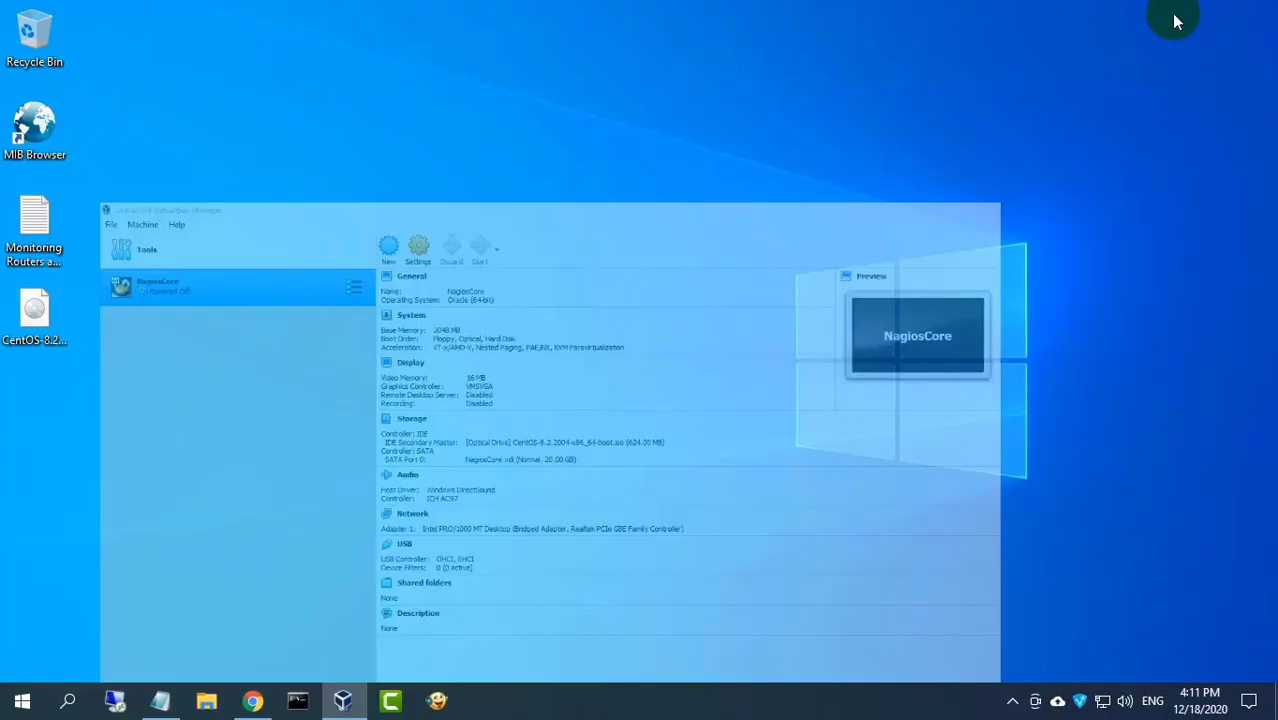 Recycle Bin
MIB Browser
Monitoring
Routers a...
CentOS-8.2...
Oracle VM VirtualBox Manager
File Machine Help
Tools
NagiosCore
Powered Off
New Settings Discard Start
General
Name: NagiosCore
Operating System: Oracle (64-bit)
System
Base Memory: 2048 MB
Boot Order: Floppy, Optical, Hard Disk
Acceleration: VT-x/AMD-V, Nested Paging, PAE/NX, KVM Paravirtualization
Display
Video Memory: 16 MB
Graphics Controller: VMSVGA
Remote Desktop Server: Disabled
Recording: Disabled
Storage
Controller: IDE
IDE Secondary Master: [Optical Drive] CentOS-8.2.2004-x86_64-boot.iso (624.00 MB)
Controller: SATA
SATA Port 0: NagiosCore.vdi (Normal, 20.00 GB)
Audio
Host Driver: Windows DirectSound
Controller: ICH AC97
Network
Adapter 1: Intel PRO/1000 MT Desktop (Bridged Adapter, Realtek PCIe GBE Family Controller)
USB
USB Controller: OHCI, EHCI
Device Filters: 0 (0 active)
Shared folders
None
Description
None
Preview
NagiosCore
ENG
4:11 PM
12/18/2020